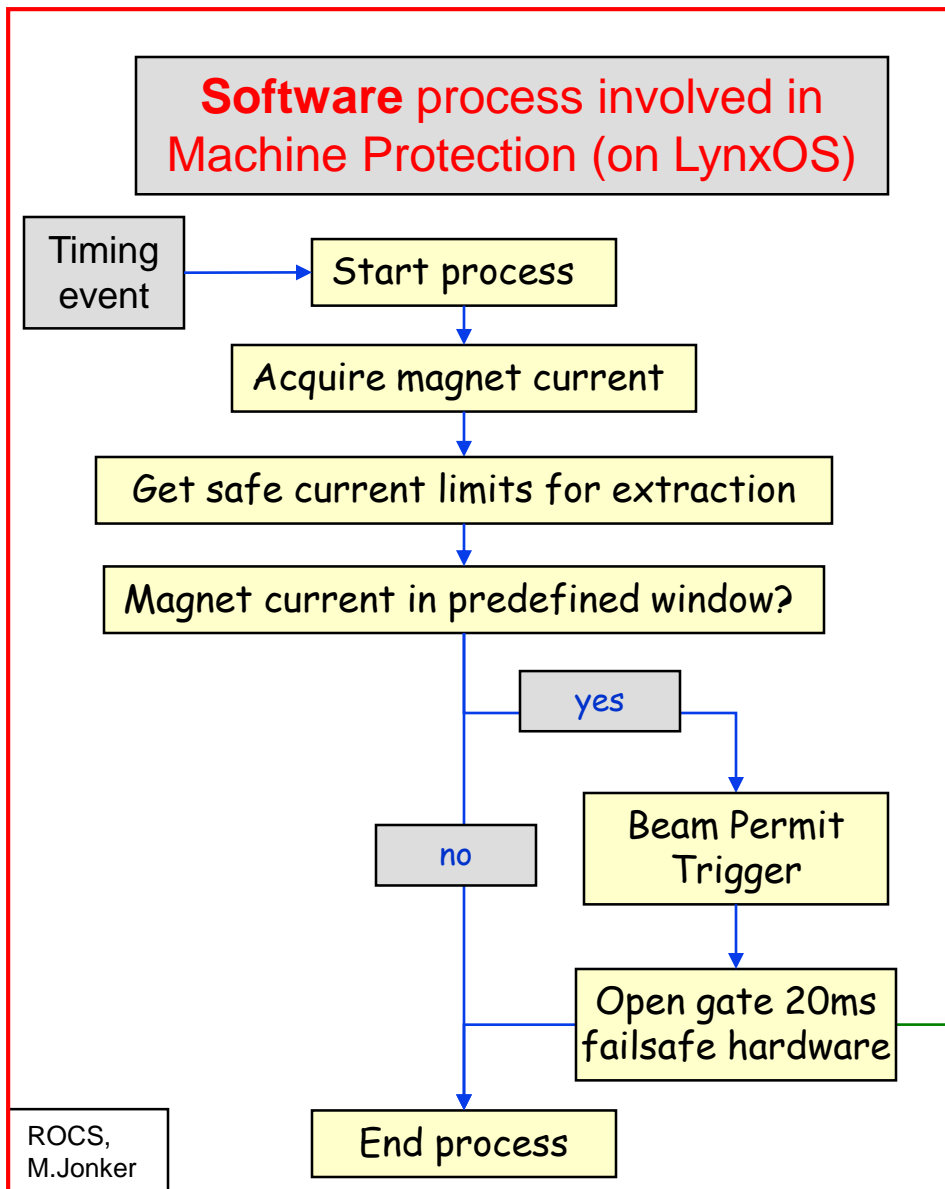 Software process involved in
Machine Protection (on LynxOS)
Timing
event
Start process
Acquire magnet current
Get safe current limits for extraction
Magnet current in predefined window?
yes
no
Beam Permit
Trigger
Open gate 20ms
failsafe hardware
End process
ROCS,
M.Jonker